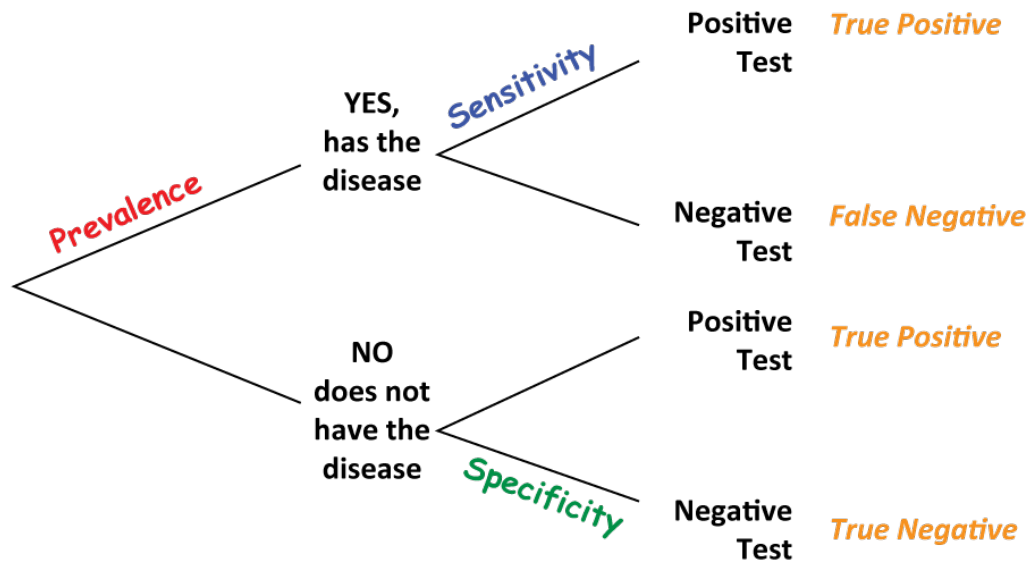 Positive Test
True Positive
Sensitivity
YES,
has the
disease
Prevalence
Negative
Test
False Negative
Positive
Test
True Positive
NO
does not
have the
disease
Specificity
Negative
Test
True Negative